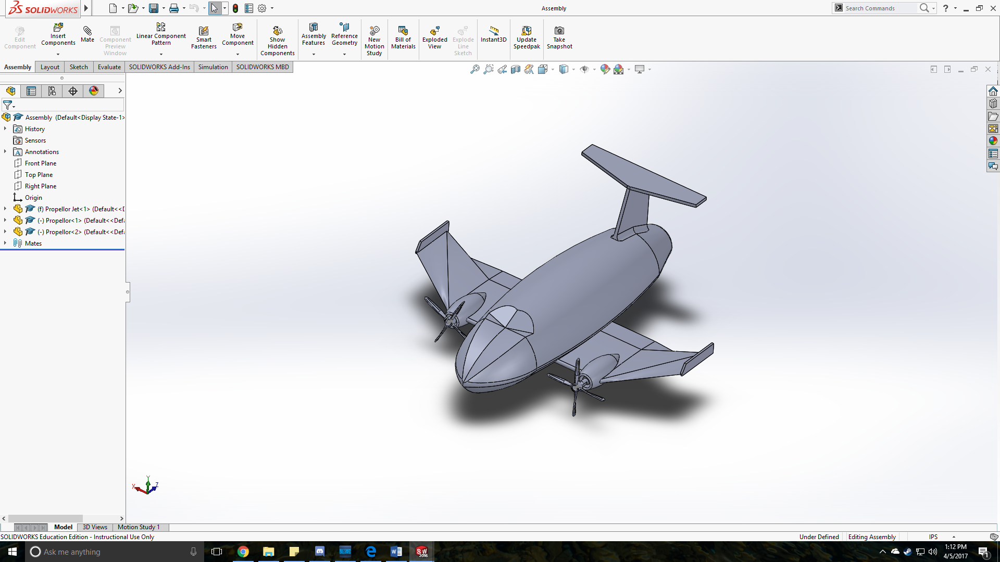 SOLIDWORKS
Assembly
Search Commands
Edit Component
Insert Components
Mate
Component Preview Window
Linear Component Pattern
Smart Fasteners
Move Component
Show Hidden Components
Assembly Features
Reference Geometry
New Motion Study
Bill of Materials
Exploded View
Explode Line Sketch
Instant3D
Update Speedpak
Take Snapshot
Assembly
Layout
Sketch
Evaluate
SOLIDWORKS Add-Ins
Simulation
SOLIDWORKS MBD
Assembly (Default<Display State-1>
History
Sensors
Annotations
Front Plane
Top Plane
Right Plane
Origin
(f) Propellor Jet<1> (Default<<D
(-) Propellor<1> (Default<<Defa
(-) Propellor<2> (Default<<Defa
Mates
Y
X
Z
Model
3D Views
Motion Study 1
SOLIDWORKS Education Edition - Instructional Use Only
Under Defined
Editing Assembly
IPS
Ask me anything
SW
2016
1:12 PM
4/5/2017
1